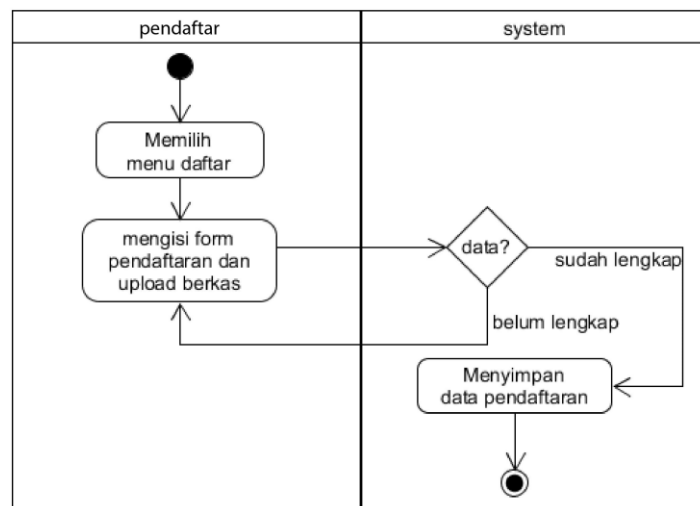 pendaftar
system
Memilih
menu daftar
mengisi form
pendaftaran dan
upload berkas
data?
sudah lengkap
belum lengkap
Menyimpan
data pendaftaran